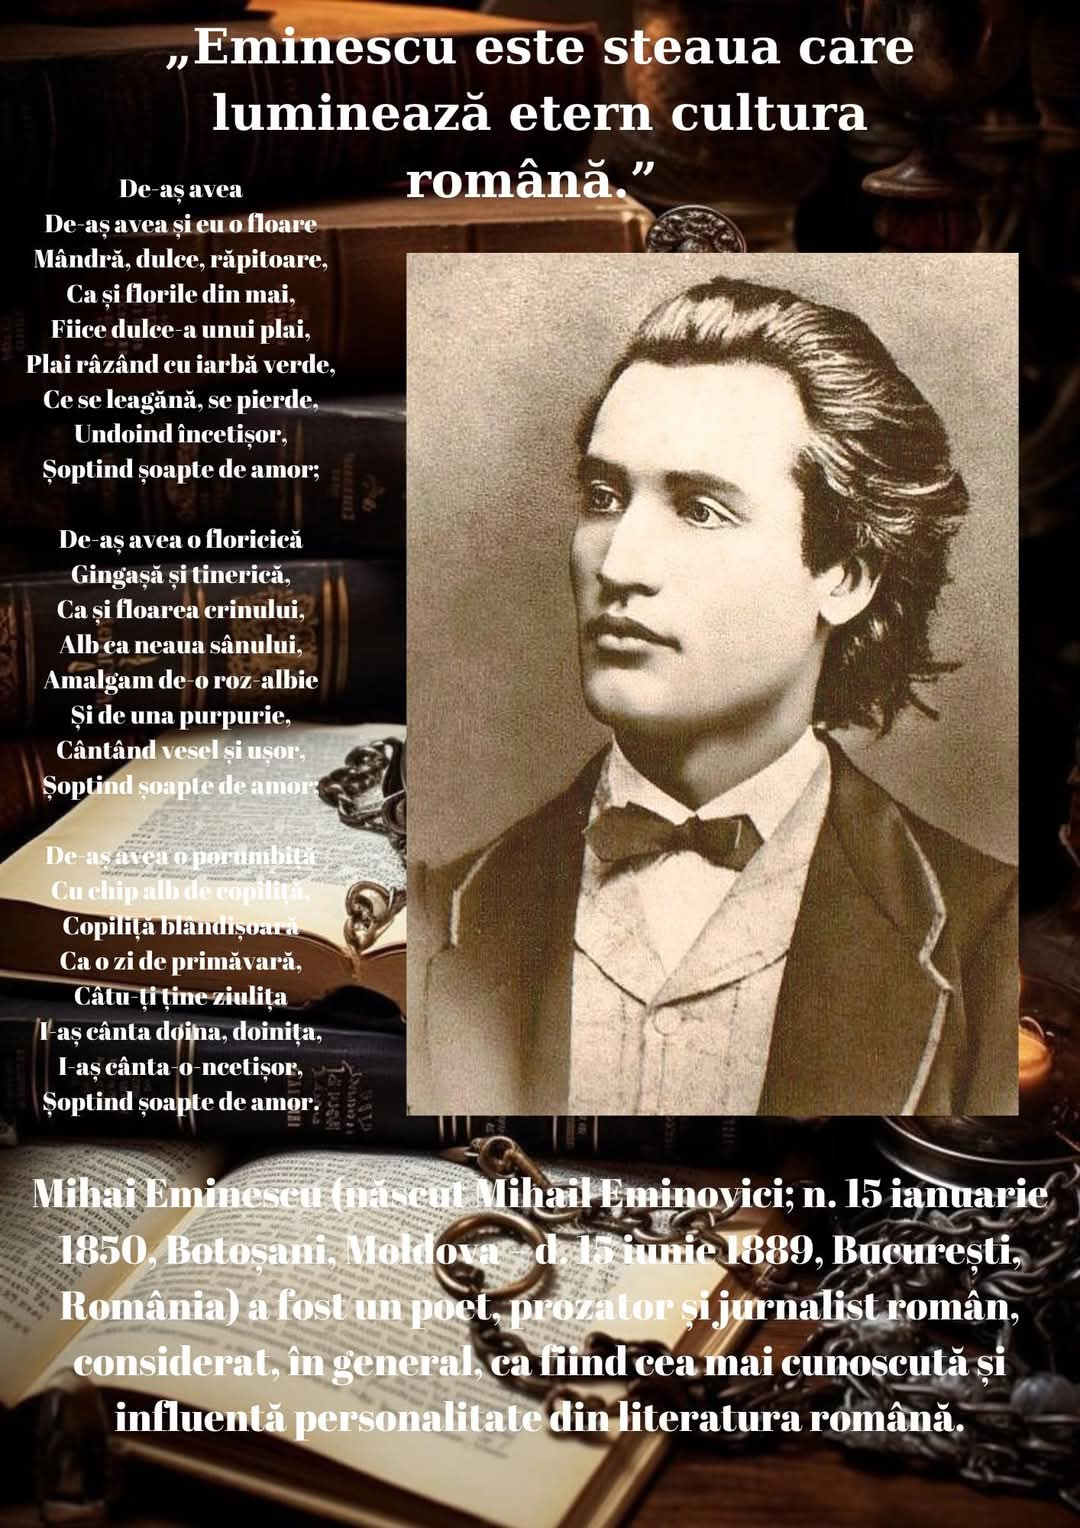 „Eminescu este steaua care
luminează etern cultura
română.”
De-aș avea
De-aș avea și eu o floare
Mândră, dulce, răpitoare,
Ca și florile din mai,
Fiice dulce-a unui plai,
Plai râzând cu iarbă verde,
Ce se leagănă, se pierde,
Undoind încetișor,
Șoptind șoapte de amor;
De-aș avea o floricică
Gingașă și tinerică,
Ca și floarea crinului,
Alb ca neaua sânului,
Amalgam de-o roz-albie
Și de una purpurie,
Cântând vesel și ușor,
Șoptind șoapte de amor;
De-aș avea o porumbiță
Cu chip alb de copiliță,
Copiliță blândișoară
Ca o zi de primăvară,
Câtu-ți ține ziulița
I-aș cânta doina, doinița,
I-aș cânta-o-ncetișor,
Șoptind șoapte de amor.
Mihai Eminescu (născut Mihail Eminovici; n. 15 ianuarie
1850, Botoșani, Moldova – d. 15 iunie 1889, București,
România) a fost un poet, prozator și jurnalist român,
considerat, în general, ca fiind cea mai cunoscută și
influentă personalitate din literatura română.